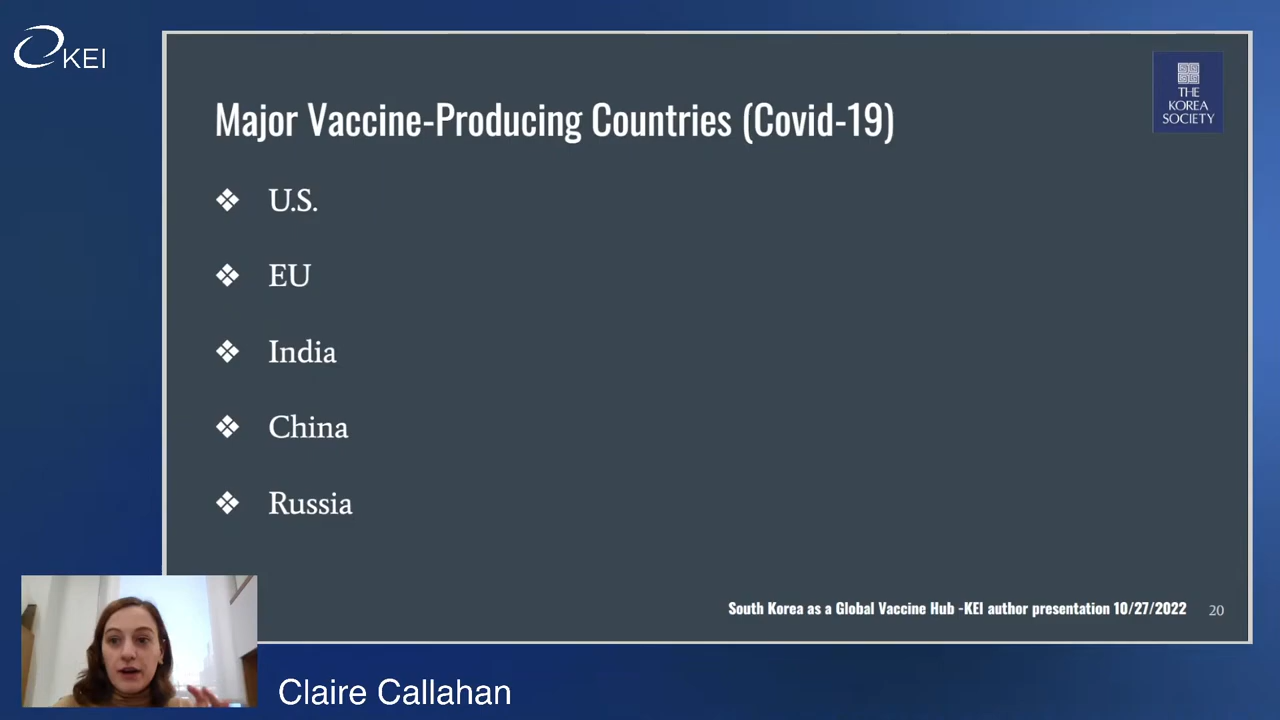 KEI
THE
KOREA
SOCIETY
Major Vaccine-Producing Countries (Covid-19)
❖ U.S.
❖ EU
❖ India
❖ China
❖ Russia
South Korea as a Global Vaccine Hub -KEI author presentation 10/27/2022 20
Claire Callahan